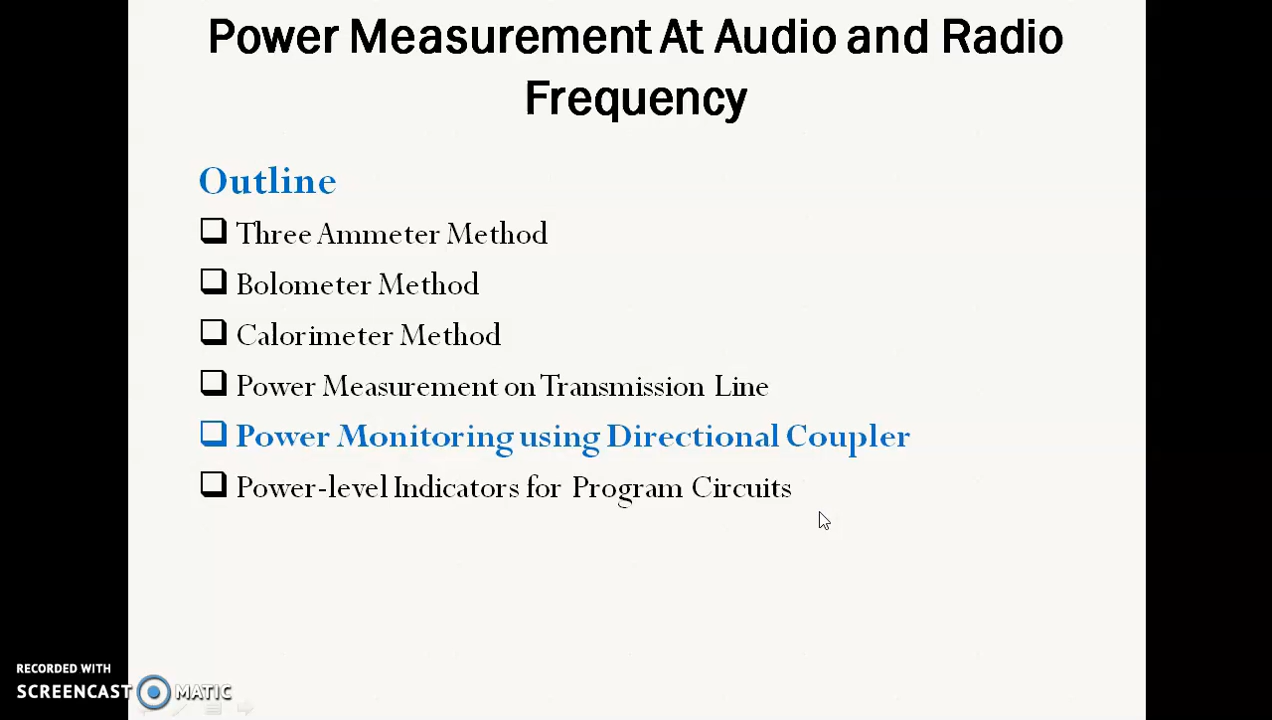 Power Measurement At Audio and Radio
Frequency
Outline
Three Ammeter Method
Bolometer Method
Calorimeter Method
Power Measurement on Transmission Line
Power Monitoring using Directional Coupler
Power-level Indicators for Program Circuits
RECORDED WITH
SCREENCAST MATIC